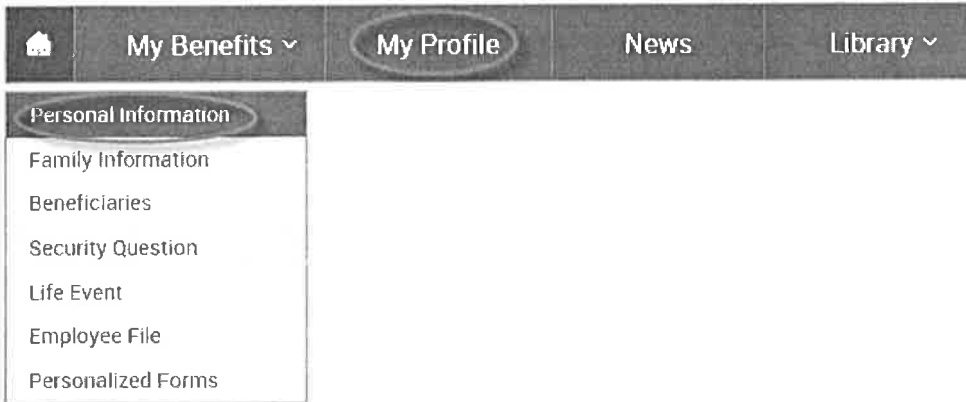 My Benefits My Profile News Library
Personal Information
Family Information
Beneficiaries
Security Question
Life Event
Employee File
Personalized Forms